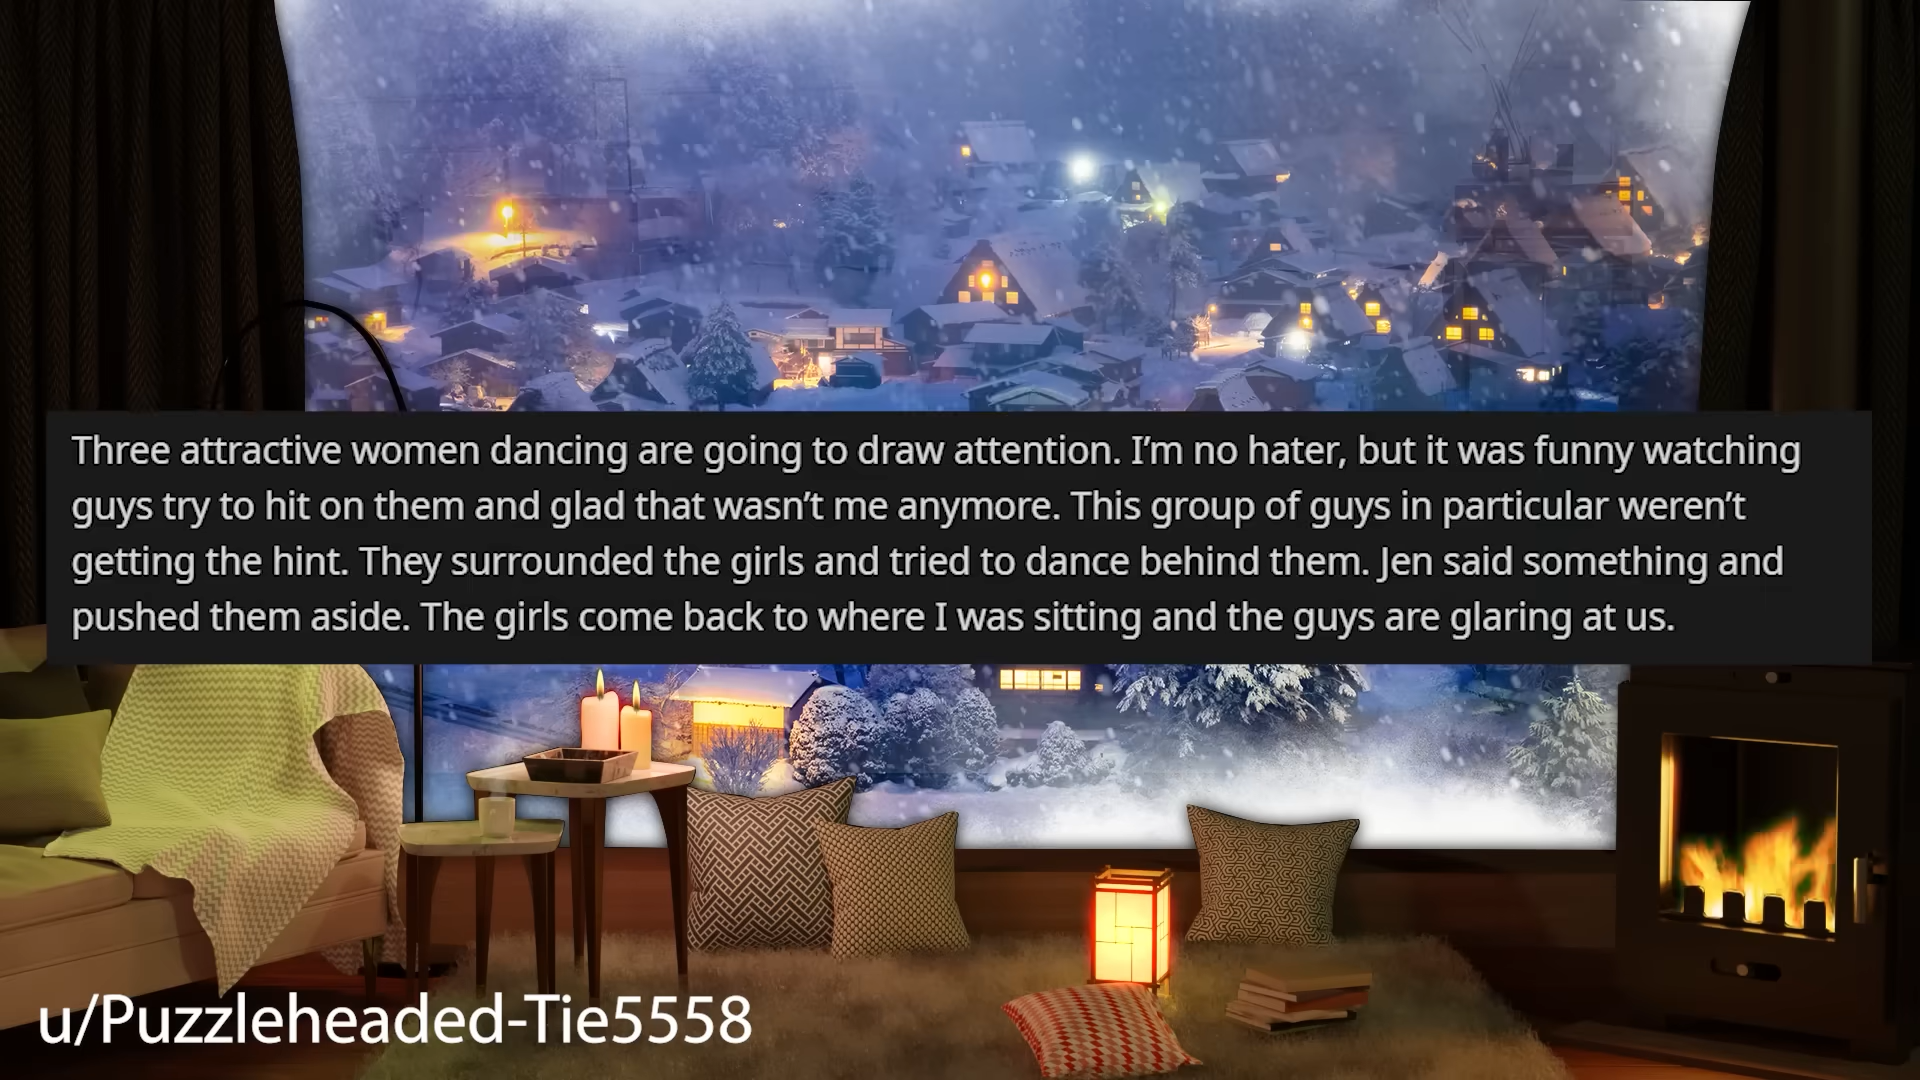 Three attractive women dancing are going to draw attention. I’m no hater, but it was funny watching
guys try to hit on them and glad that wasn’t me anymore. This group of guys in particular weren’t
getting the hint. They surrounded the girls and tried to dance behind them. Jen said something and
pushed them aside. The girls come back to where I was sitting and the guys are glaring at us.
u/Puzzleheaded-Tie5558